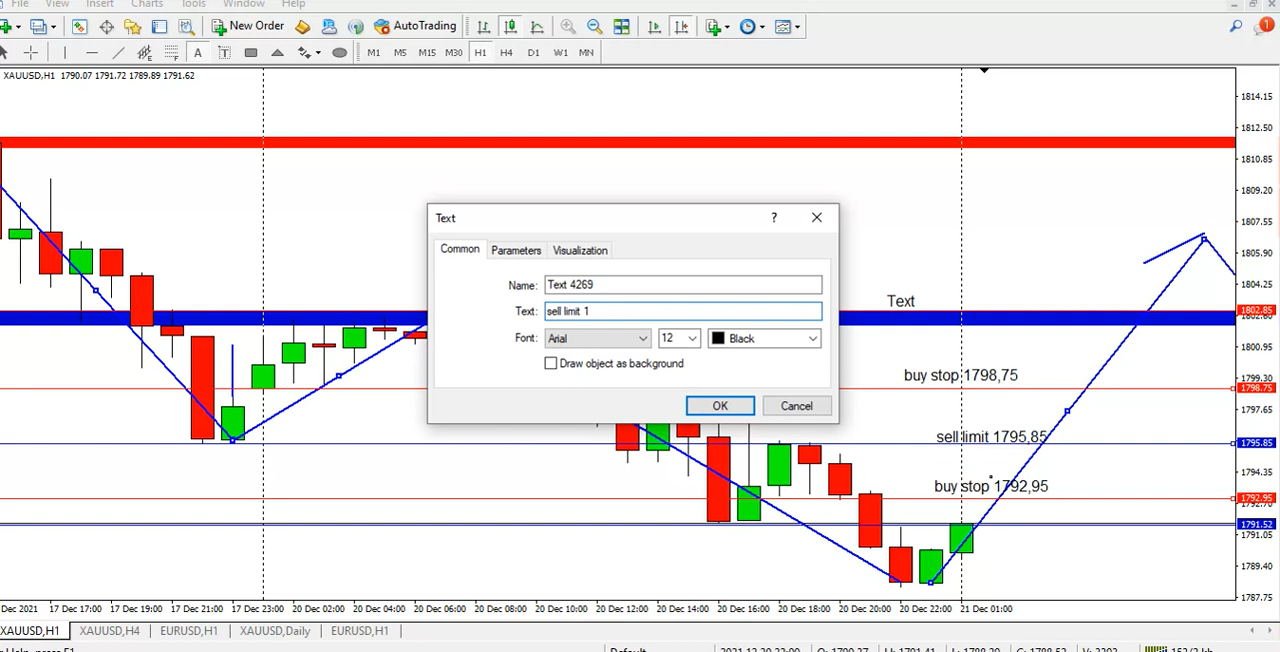 File View Insert Charts Tools Window Help
New Order AutoTrading 1
A T M1 M5 M15 M30 H1 H4 D1 W1 MN
XAUUSD,H1 1790.07 1791.72 1789.89 1791.62
1814.15
1812.50
1810.85
1809.20
1807.55
1805.90
1804.25
1802.85
1800.95
1799.30
1798.75
1797.65
1795.85
1794.35
1792.95
1792.70
1791.52
1791.05
1789.40
1787.75
Text ?
Common Parameters Visualization
Name: Text 4269
Text: sell limit 1
Font: Arial 12 Black
Draw object as background
OK Cancel
Text
buy stop 1798,75
sell limit 1795,85
buy stop 1792,95
Dec 2021 17 Dec 17:00 17 Dec 19:00 17 Dec 21:00 17 Dec 23:00 20 Dec 02:00 20 Dec 04:00 20 Dec 06:00 20 Dec 08:00 20 Dec 10:00 20 Dec 12:00 20 Dec 14:00 20 Dec 16:00 20 Dec 18:00 20 Dec 20:00 20 Dec 22:00 21 Dec 01:00
XAUUSD,H1 XAUUSD,H4 EURUSD,H1 XAUUSD,Daily EURUSD,H1
Help, press F1 Default